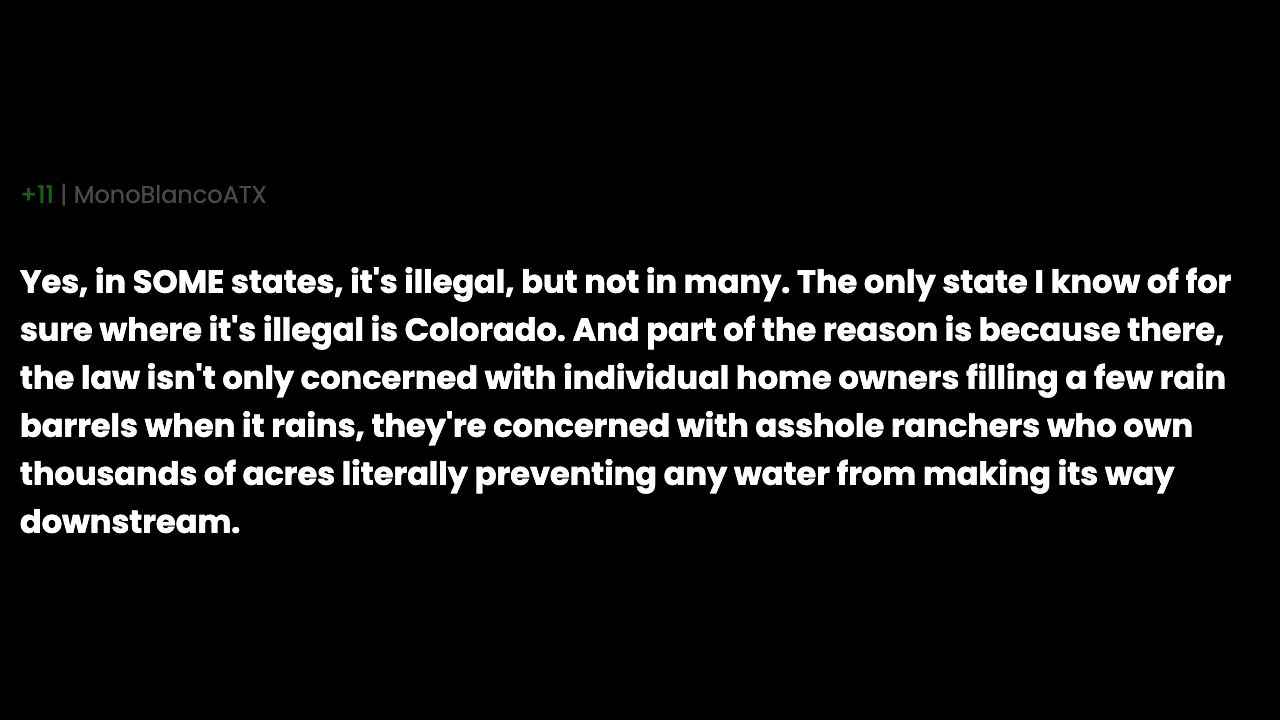 +11 | MonoBlancoATX
Yes, in SOME states, it's illegal, but not in many. The only state I know of for
sure where it's illegal is Colorado. And part of the reason is because there,
the law isn't only concerned with individual home owners filling a few rain
barrels when it rains, they're concerned with asshole ranchers who own
thousands of acres literally preventing any water from making its way
downstream.